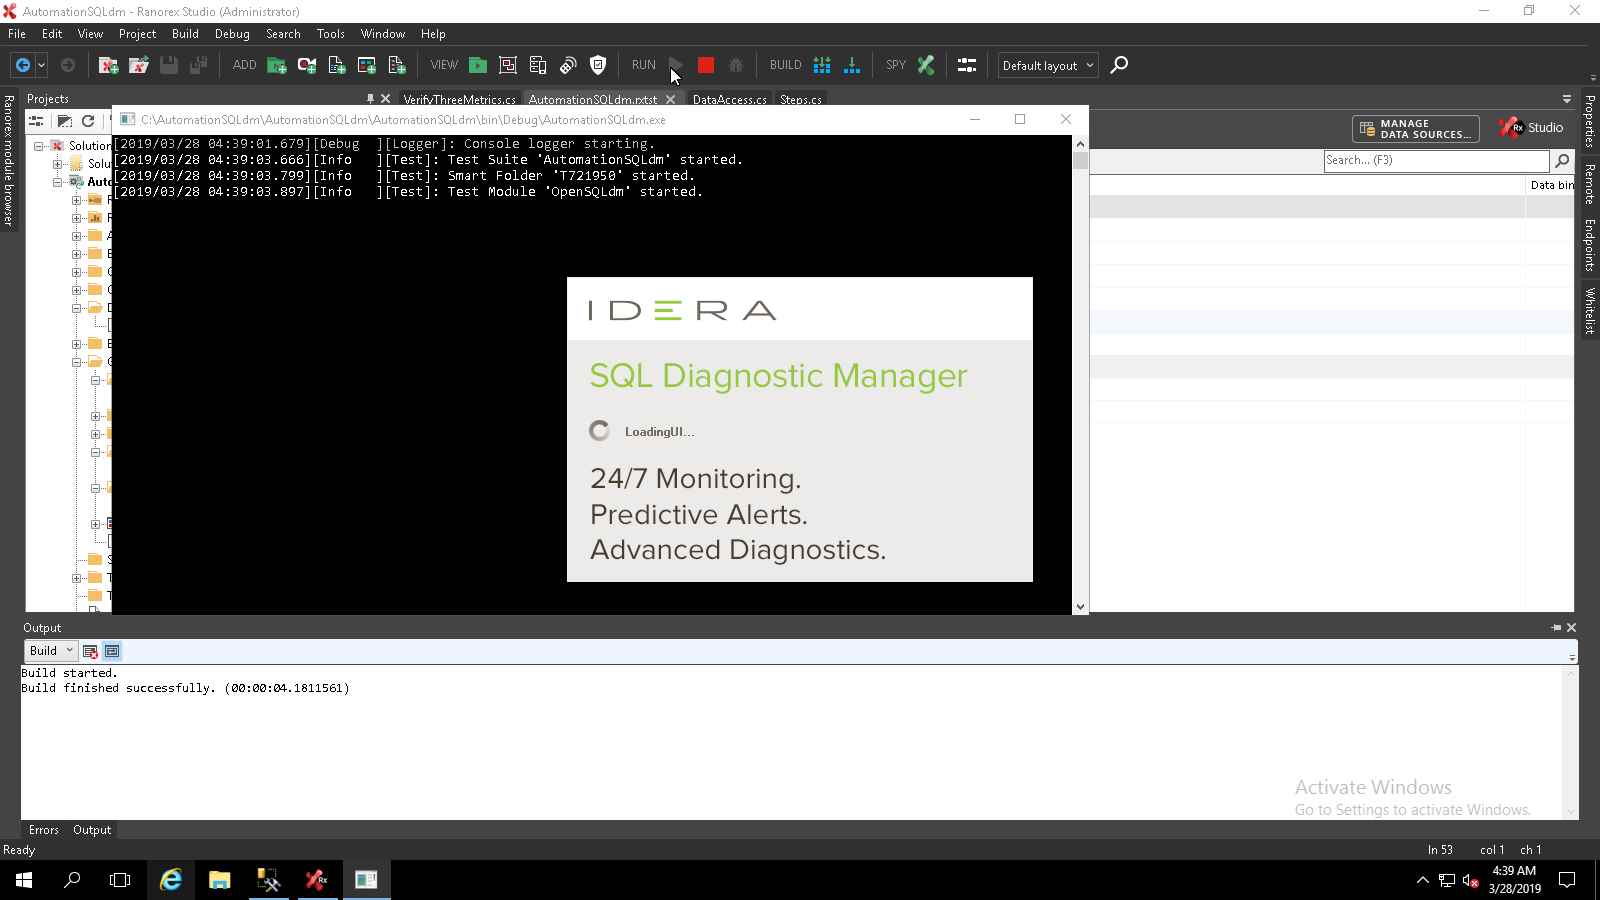 AutomationSQLdm - Ranorex Studio (Administrator)
File Edit View Project Build Debug Search Tools Window Help
ADD VIEW RUN BUILD SPY Default layout
Ranorex module browser
Projects
VerifyThreeMetrics.cs AutomationSQLdm.rxtst DataAccess.cs Steps.cs
C:\AutomationSQLdm\AutomationSQLdm\AutomationSQLdm\bin\Debug\AutomationSQLdm.exe
MANAGE
DATA SOURCES...
Rx Studio
Search... (F3)
Data bin
Properties
Remote
Endpoints
Whitelist
Solution
Solu
Auto
[2019/03/28 04:39:01.679][Debug ][Logger]: Console logger starting.
[2019/03/28 04:39:03.666][Info ][Test]: Test Suite 'AutomationSQLdm' started.
[2019/03/28 04:39:03.799][Info ][Test]: Smart Folder 'T721950' started.
[2019/03/28 04:39:03.897][Info ][Test]: Test Module 'OpenSQLdm' started.
IDERA
SQL Diagnostic Manager
LoadingUI...
24/7 Monitoring.
Predictive Alerts.
Advanced Diagnostics.
Output
Build
Build started.
Build finished successfully. (00:00:04.1811561)
Activate Windows
Go to Settings to activate Windows.
Errors Output
Ready
ln 53 col 1 ch 1
4:39 AM
3/28/2019